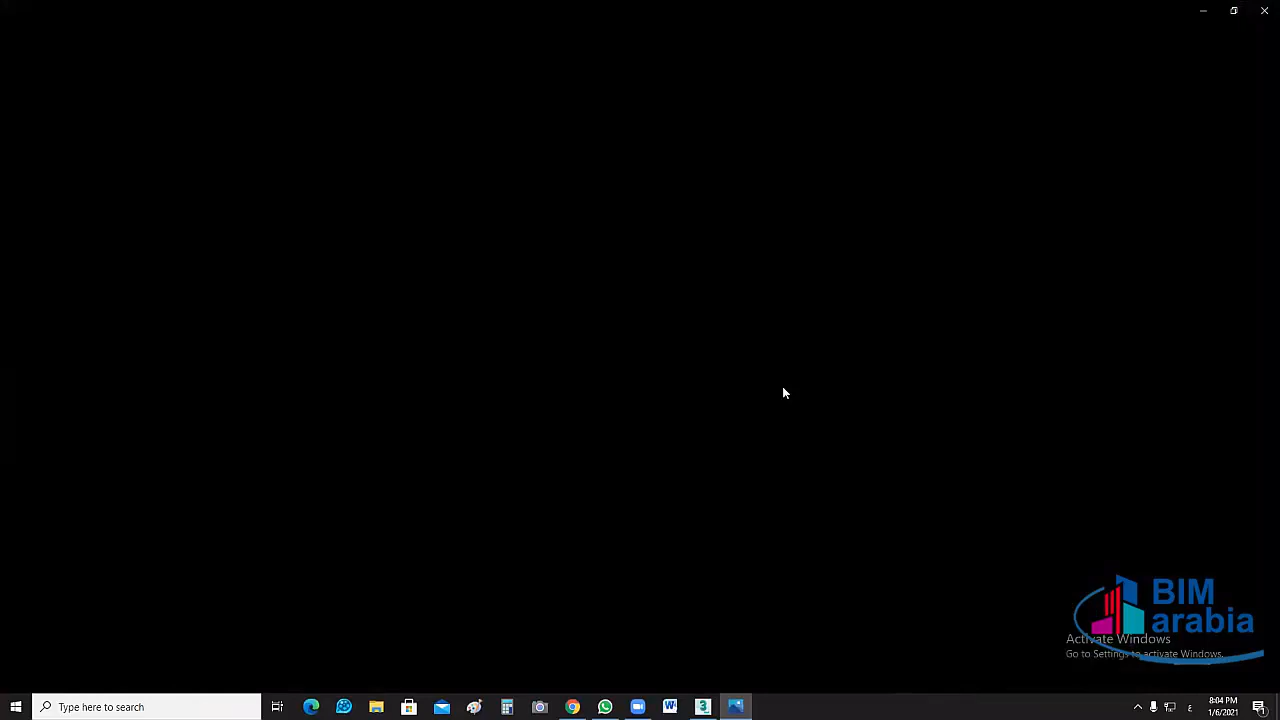 BIM
arabia
Activate Windows
Go to Settings to activate Windows.
Type here to search
8:04 PM
1/6/2021